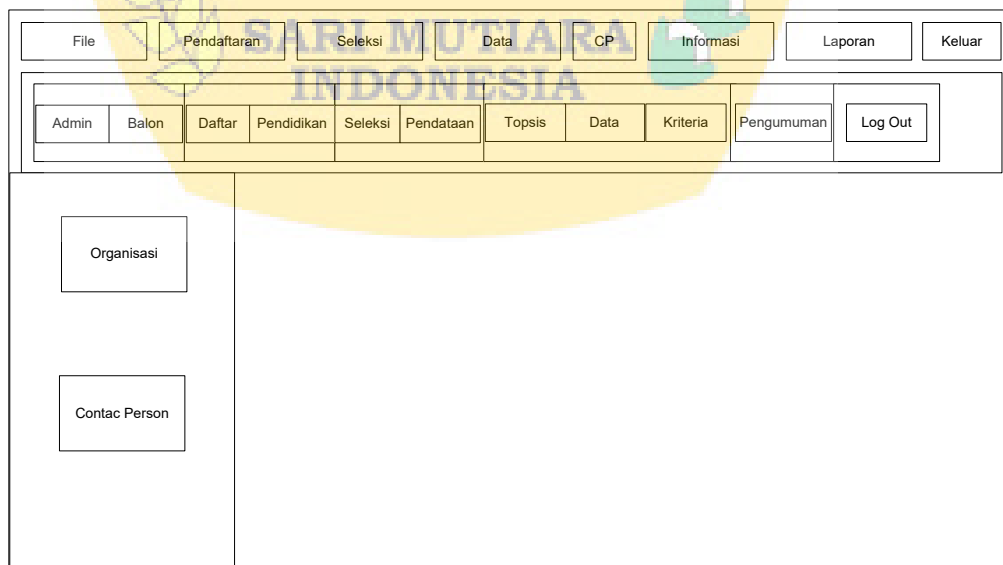 File Pendaftaran Seleksi Data CP Informasi Laporan Keluar
SARI MUTIARA
INDONESIA
Admin Balon Daftar Pendidikan Seleksi Pendataan Topsis Data Kriteria Pengumuman Log Out
Organisasi
Contac Person